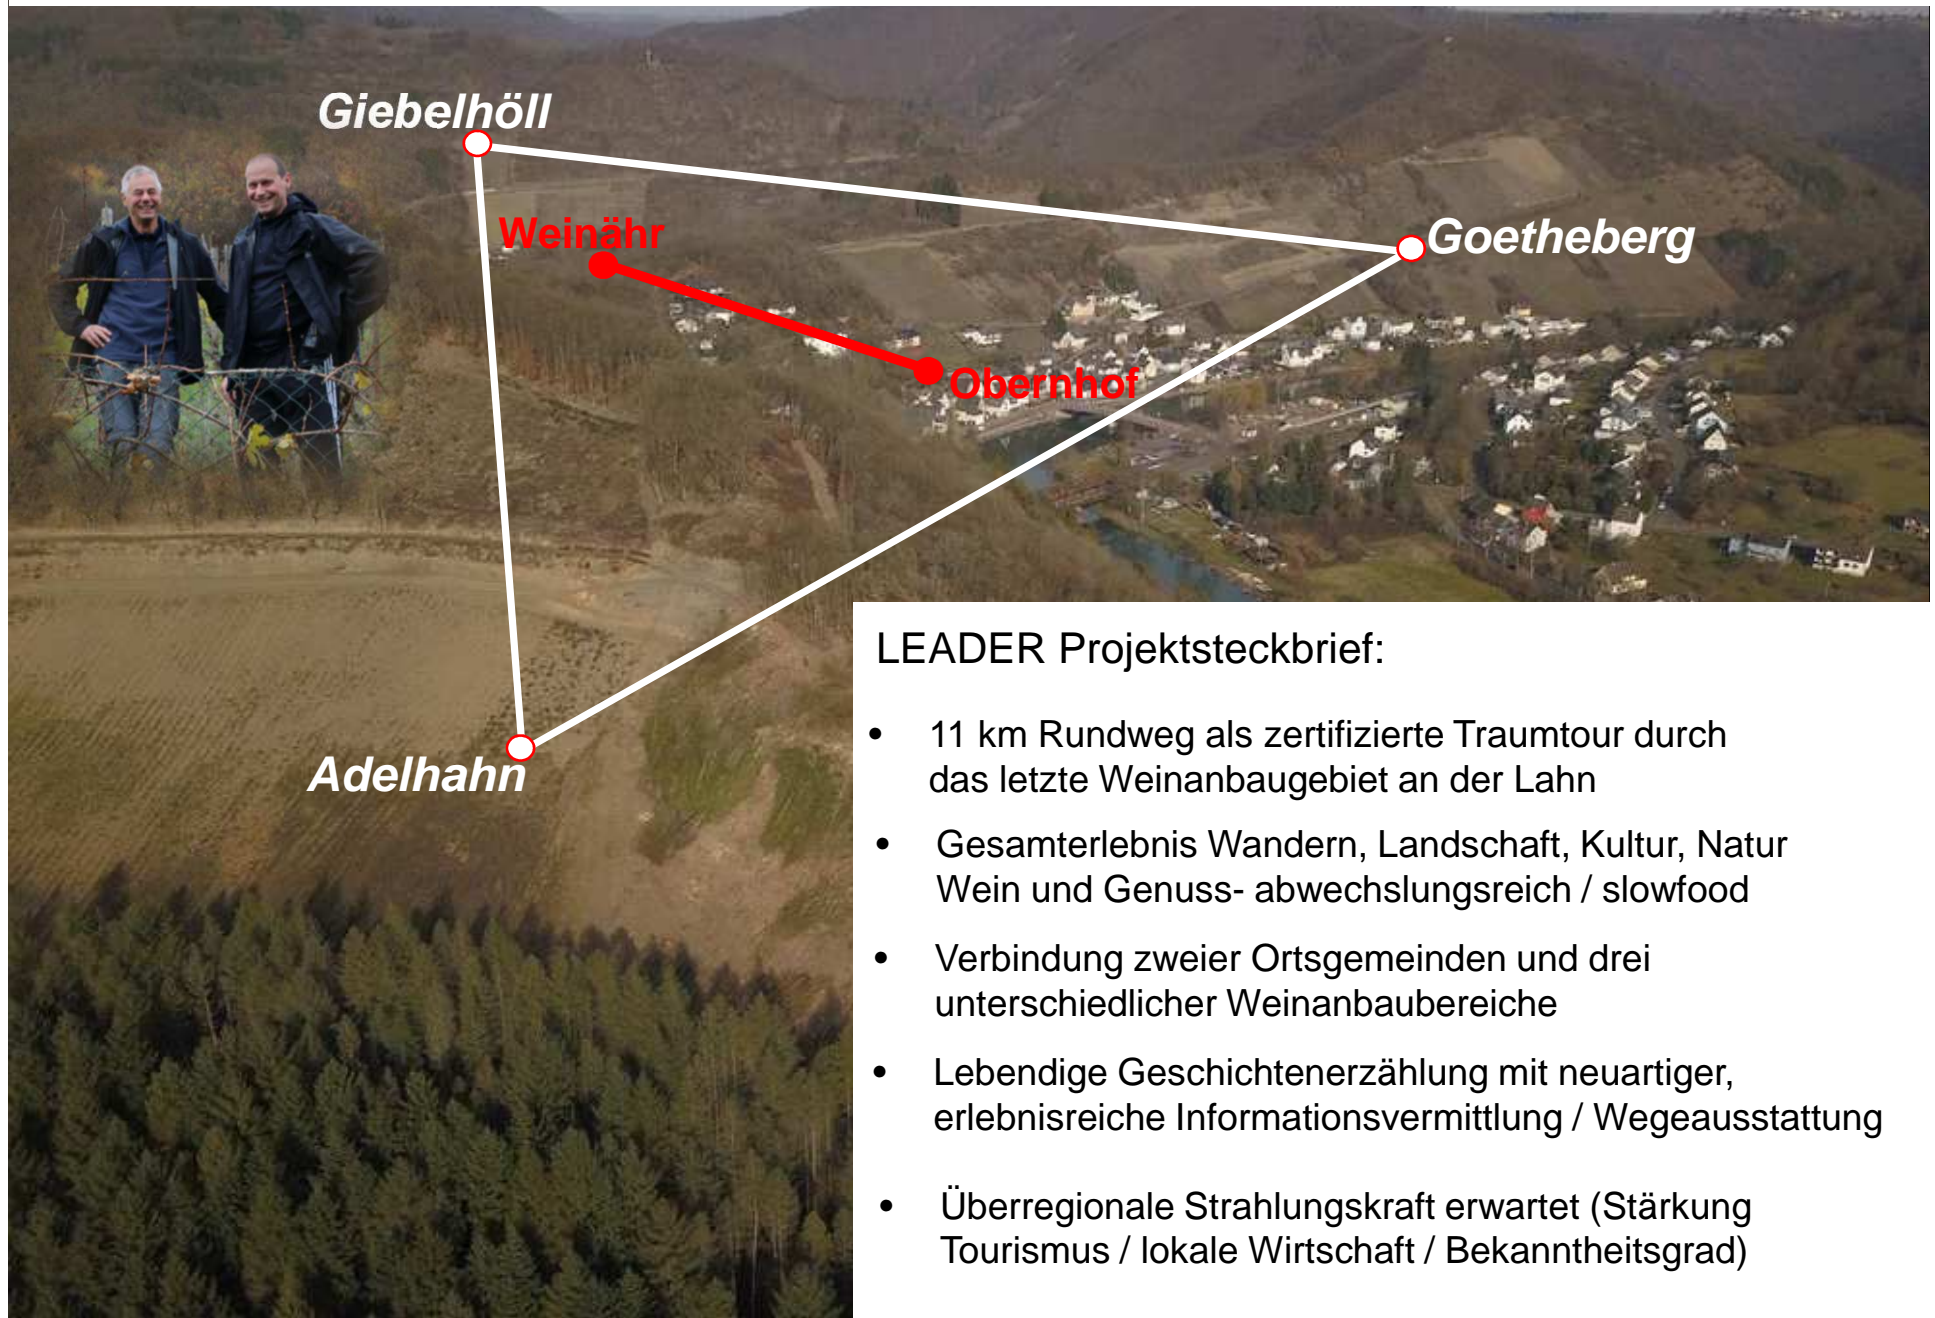 Giebelhöll
Weinähr
Goetheberg
Obernhof
Adelhahn
LEADER Projektsteckbrief:
• 11 km Rundweg als zertifizierte Traumtour durch
das letzte Weinanbaugebiet an der Lahn
• Gesamterlebnis Wandern, Landschaft, Kultur, Natur
Wein und Genuss- abwechslungsreich / slowfood
• Verbindung zweier Ortsgemeinden und drei
unterschiedlicher Weinanbaubereiche
• Lebendige Geschichtenerzählung mit neuartiger,
erlebnisreiche Informationsvermittlung / Wegeausstattung
• Überregionale Strahlungskraft erwartet (Stärkung
Tourismus / lokale Wirtschaft / Bekanntheitsgrad)